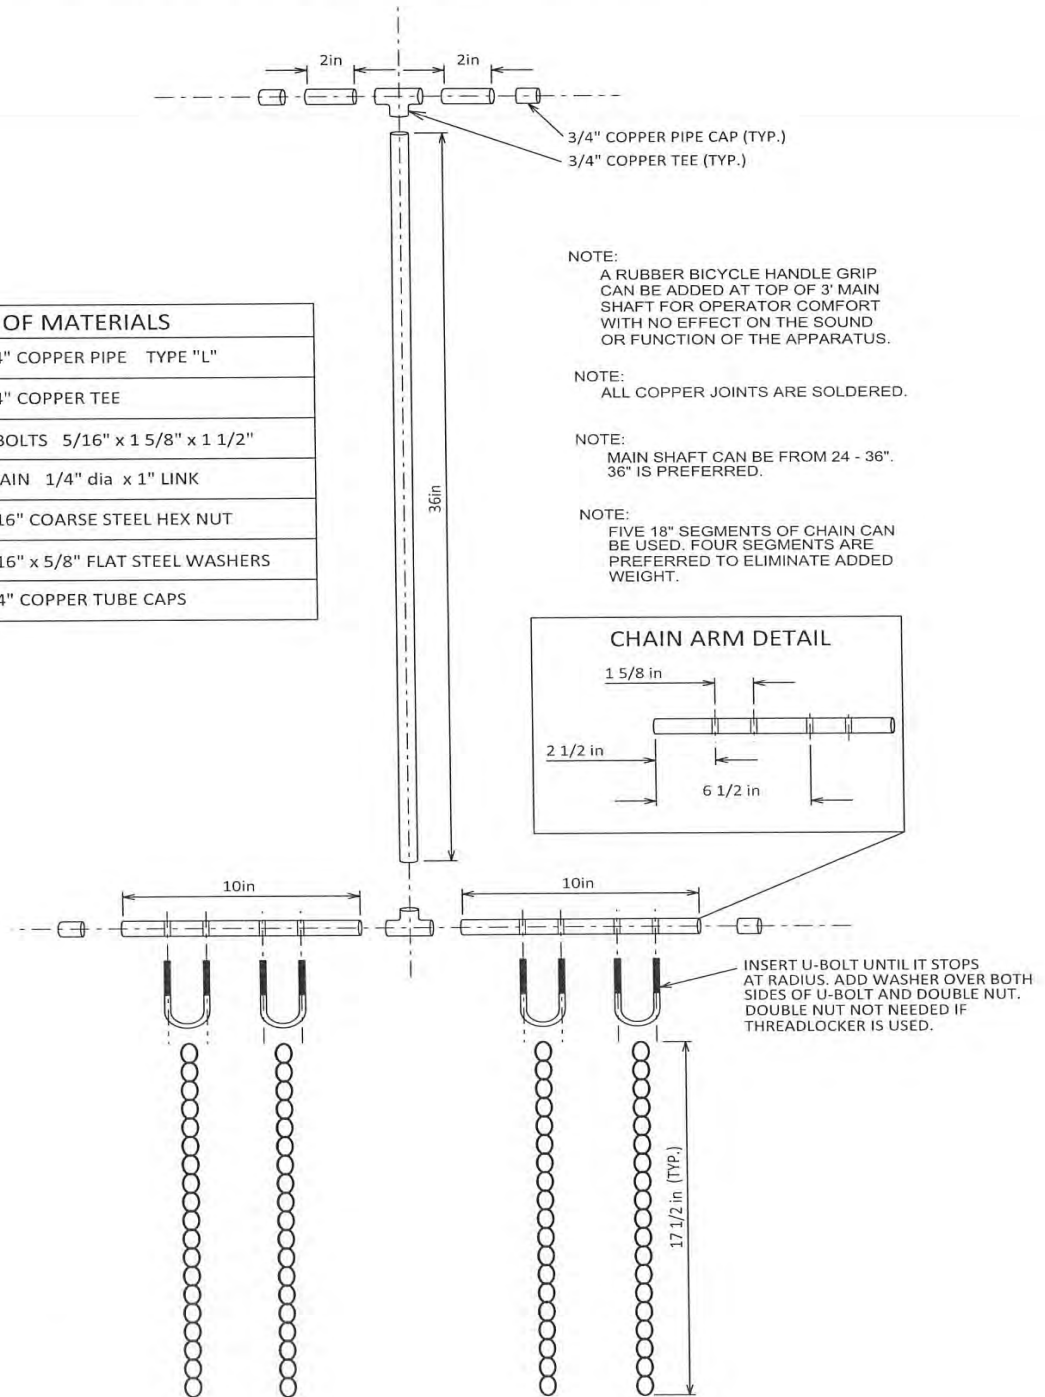 2in
2in
3/4" COPPER PIPE CAP (TYP.)
3/4" COPPER TEE (TYP.)
NOTE:
A RUBBER BICYCLE HANDLE GRIP
CAN BE ADDED AT TOP OF 3' MAIN
SHAFT FOR OPERATOR COMFORT
WITH NO EFFECT ON THE SOUND
OR FUNCTION OF THE APPARATUS.
NOTE:
ALL COPPER JOINTS ARE SOLDERED.
NOTE:
MAIN SHAFT CAN BE FROM 24 - 36".
36" IS PREFERRED.
NOTE:
FIVE 18" SEGMENTS OF CHAIN CAN
BE USED. FOUR SEGMENTS ARE
PREFERRED TO ELIMINATE ADDED
WEIGHT.
OF MATERIALS
4" COPPER PIPE TYPE "L"
4" COPPER TEE
BOLTS 5/16" x 1 5/8" x 1 1/2"
AIN 1/4" dia x 1" LINK
16" COARSE STEEL HEX NUT
16" x 5/8" FLAT STEEL WASHERS
4" COPPER TUBE CAPS
36in
CHAIN ARM DETAIL
1 5/8 in
2 1/2 in
6 1/2 in
10in
10in
INSERT U-BOLT UNTIL IT STOPS
AT RADIUS. ADD WASHER OVER BOTH
SIDES OF U-BOLT AND DOUBLE NUT.
DOUBLE NUT NOT NEEDED IF
THREADLOCKER IS USED.
17 1/2 in (TYP.)